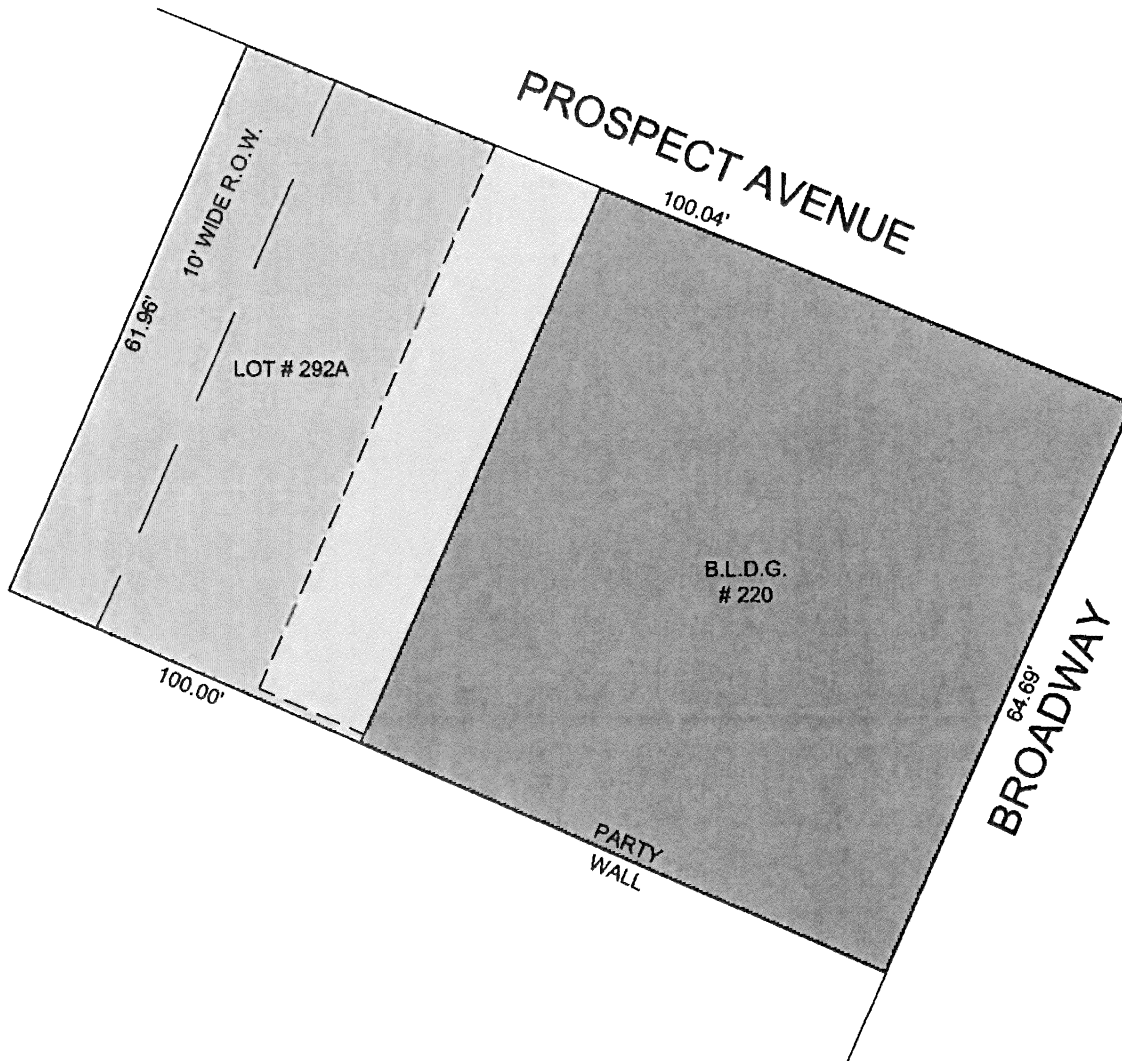 PROSPECT AVENUE
100.04'
10' WIDE R.O.W.
61.96'
LOT # 292A
B.L.D.G.
# 220
100.00'
64.69'
BROADWAY
PARTY
WALL